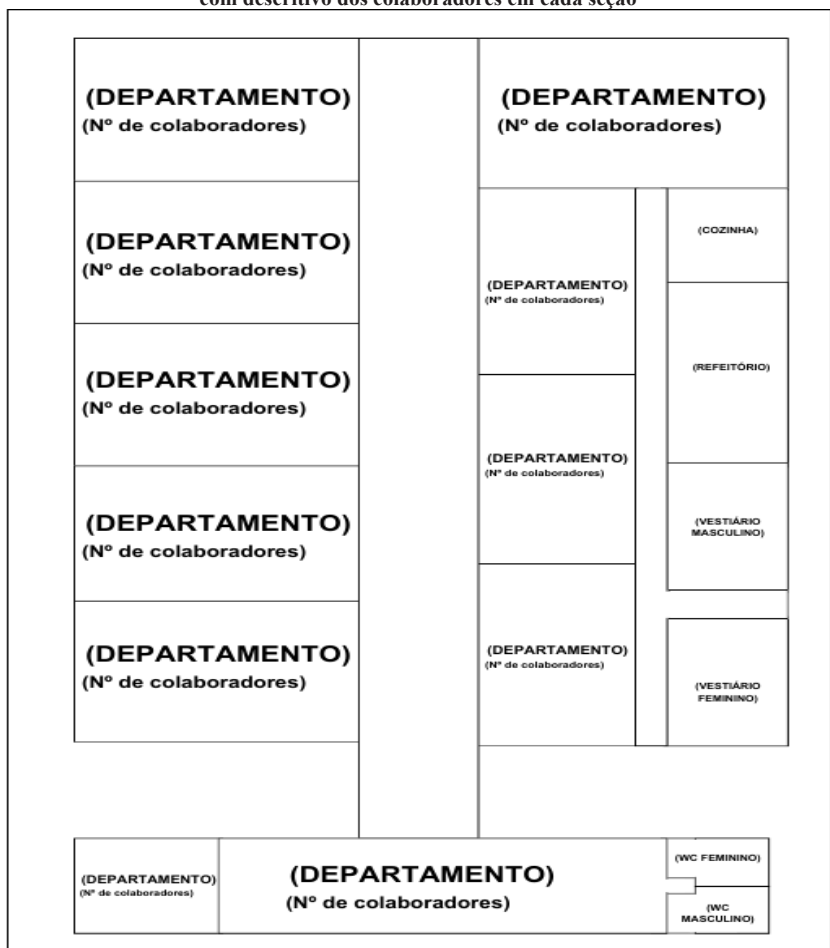 com descritivo dos colaboradores em cada seção
(DEPARTAMENTO)
(Nº de colaboradores)
(DEPARTAMENTO)
(Nº de colaboradores)
(DEPARTAMENTO)
(Nº de colaboradores)
(DEPARTAMENTO)
(Nº de colaboradores)
(DEPARTAMENTO)
(Nº de colaboradores)
(DEPARTAMENTO)
(Nº de colaboradores)
(DEPARTAMENTO)
(Nº de colaboradores)
(DEPARTAMENTO)
(Nº de colaboradores)
(DEPARTAMENTO)
(Nº de colaboradores)
(COZINHA)
(REFEITÓRIO)
(VESTIÁRIO
MASCULINO)
(VESTIÁRIO
FEMININO)
(DEPARTAMENTO)
(Nº de colaboradores)
(DEPARTAMENTO)
(Nº de colaboradores)
(WC FEMININO)
(WC
MASCULINO)